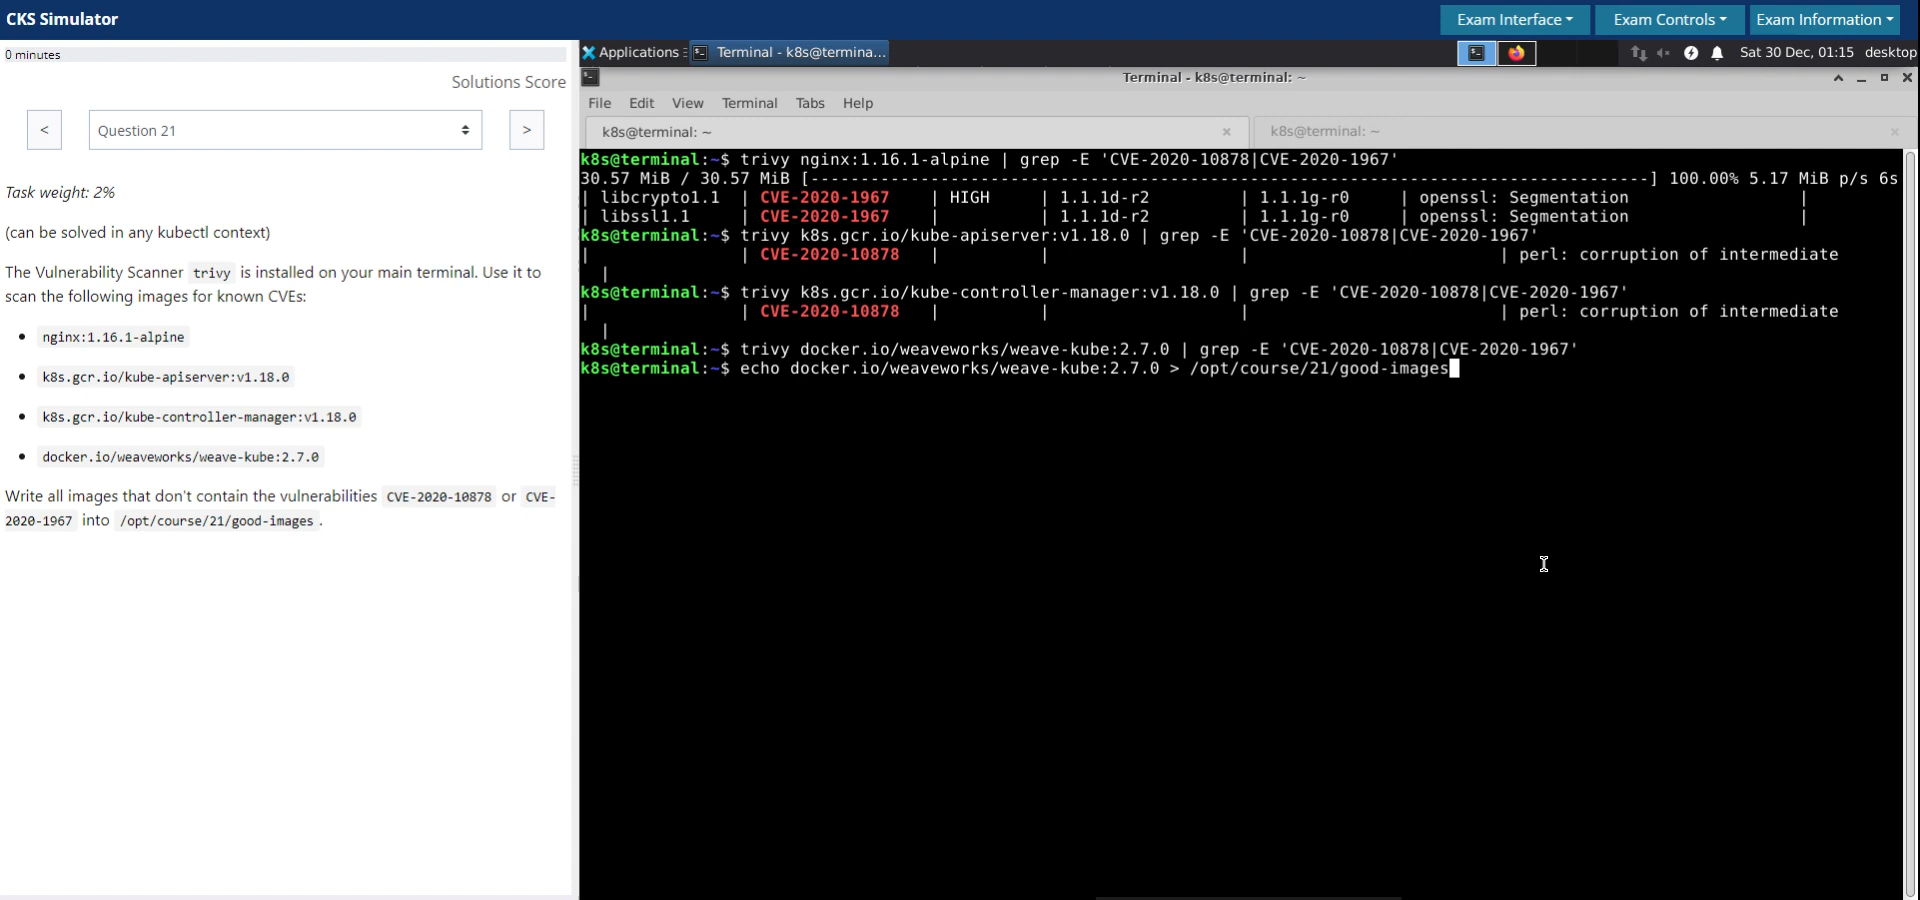 CKS Simulator
Exam Interface
Exam Controls
Exam Information
0 minutes
Solutions Score
<
Question 21
>
Task weight: 2%
(can be solved in any kubectl context)
The Vulnerability Scanner trivy is installed on your main terminal. Use it to
scan the following images for known CVEs:
• nginx:1.16.1-alpine
• k8s.gcr.io/kube-apiserver:v1.18.0
• k8s.gcr.io/kube-controller-manager:v1.18.0
• docker.io/weaveworks/weave-kube:2.7.0
Write all images that don't contain the vulnerabilities CVE-2020-10878 or CVE-
2020-1967 into /opt/course/21/good-images .
Applications
Terminal - k8s@termina...
Sat 30 Dec, 01:15 desktop
Terminal - k8s@terminal: ~
File Edit View Terminal Tabs Help
k8s@terminal: ~
k8s@terminal: ~
k8s@terminal:~$ trivy nginx:1.16.1-alpine | grep -E 'CVE-2020-10878|CVE-2020-1967'
30.57 MiB / 30.57 MiB [------------------------------------------------------------------------------------] 100.00% 5.17 MiB p/s 6s
| libcrypto1.1 | CVE-2020-1967 | HIGH | 1.1.1d-r2 | 1.1.1g-r0 | openssl: Segmentation |
| libssl1.1 | CVE-2020-1967 | | 1.1.1d-r2 | 1.1.1g-r0 | openssl: Segmentation |
k8s@terminal:~$ trivy k8s.gcr.io/kube-apiserver:v1.18.0 | grep -E 'CVE-2020-10878|CVE-2020-1967'
| | CVE-2020-10878 | | | | perl: corruption of intermediate
|
k8s@terminal:~$ trivy k8s.gcr.io/kube-controller-manager:v1.18.0 | grep -E 'CVE-2020-10878|CVE-2020-1967'
| | CVE-2020-10878 | | | | perl: corruption of intermediate
|
k8s@terminal:~$ trivy docker.io/weaveworks/weave-kube:2.7.0 | grep -E 'CVE-2020-10878|CVE-2020-1967'
k8s@terminal:~$ echo docker.io/weaveworks/weave-kube:2.7.0 > /opt/course/21/good-images